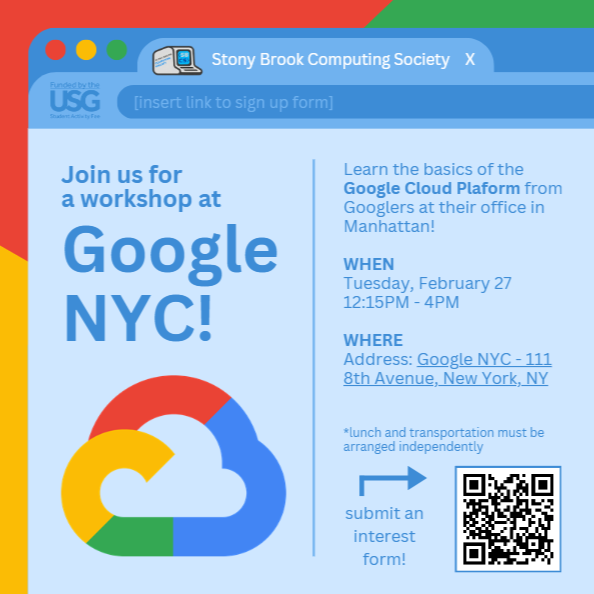 Stony Brook Computing Society X
Funded by the
USG
Student Activity Fee
[insert link to sign up form]
Join us for
a workshop at
Google
NYC!
Learn the basics of the
Google Cloud Plaform from
Googlers at their office in
Manhattan!
WHEN
Tuesday, February 27
12:15PM - 4PM
WHERE
Address: Google NYC - 111
8th Avenue, New York, NY
*lunch and transportation must be
arranged independently
submit an
interest
form!